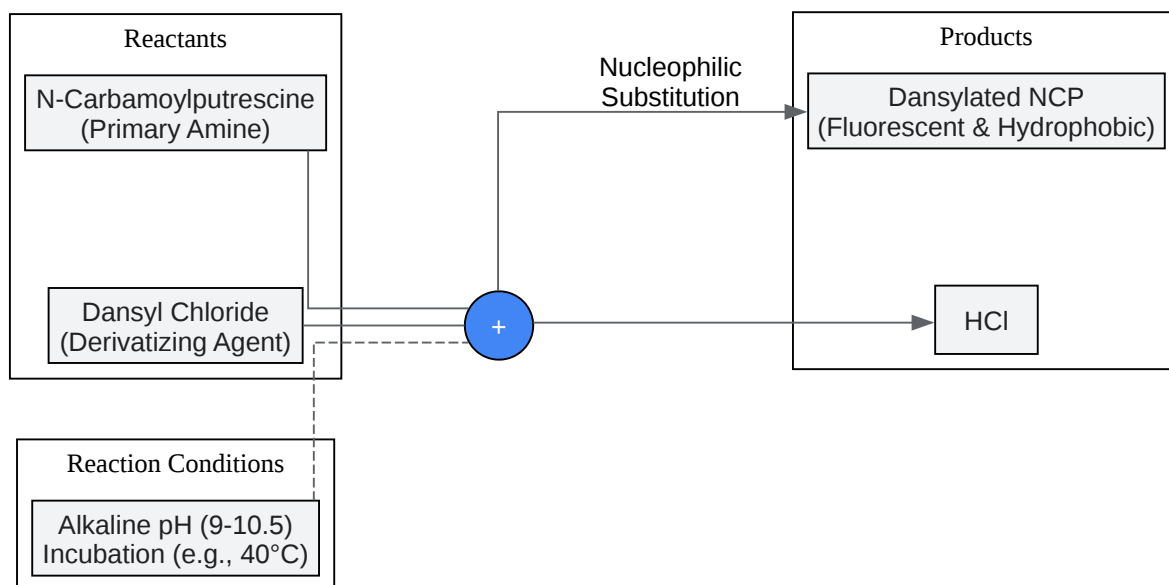 Reactants
N-Carbamoylputrescine
(Primary Amine)
Dansyl Chloride
(Derivatizing Agent)
Reaction Conditions
Alkaline pH (9-10.5)
Incubation (e.g., 40°C)
+
Nucleophilic
Substitution
Products
Dansylated NCP
(Fluorescent & Hydrophobic)
HCl